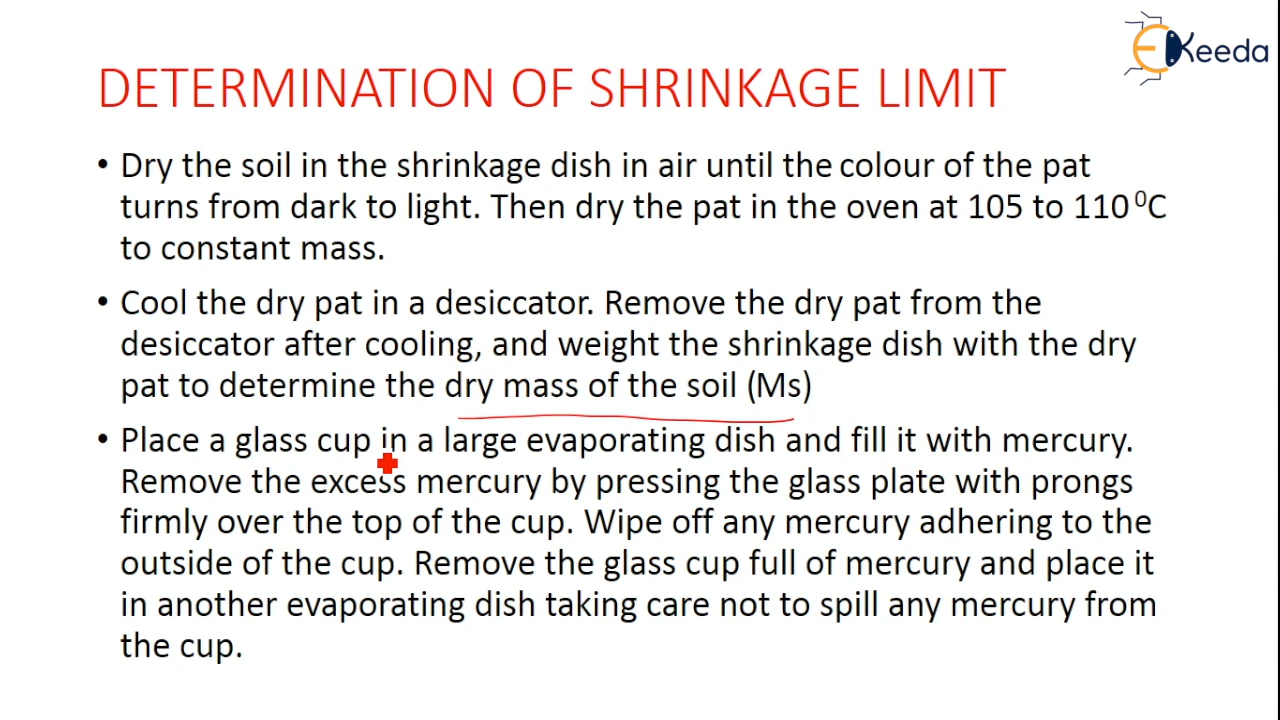 EKeeda
DETERMINATION OF SHRINKAGE LIMIT
• Dry the soil in the shrinkage dish in air until the colour of the pat
turns from dark to light. Then dry the pat in the oven at 105 to 110 ⁰C
to constant mass.
• Cool the dry pat in a desiccator. Remove the dry pat from the
desiccator after cooling, and weight the shrinkage dish with the dry
pat to determine the dry mass of the soil (Ms)
• Place a glass cup in a large evaporating dish and fill it with mercury.
Remove the excess mercury by pressing the glass plate with prongs
firmly over the top of the cup. Wipe off any mercury adhering to the
outside of the cup. Remove the glass cup full of mercury and place it
in another evaporating dish taking care not to spill any mercury from
the cup.